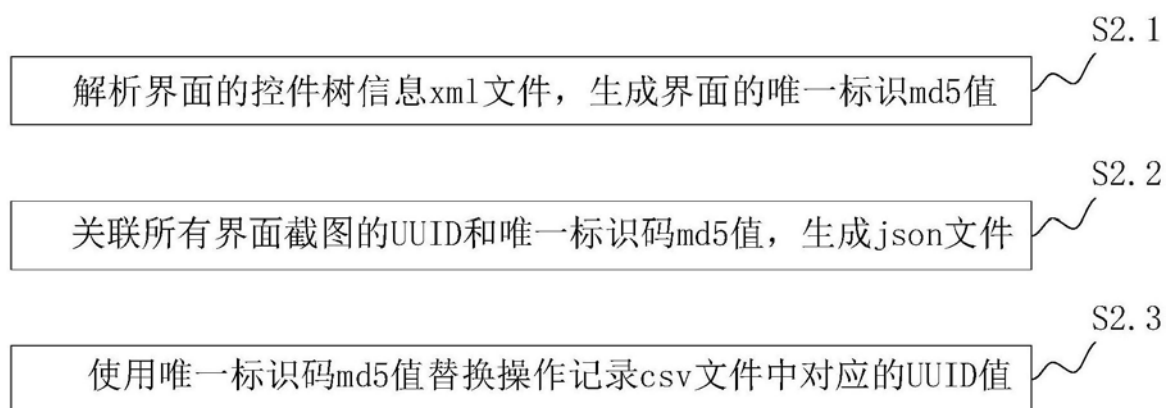 S2.1
解析界面的控件树信息xml文件，生成界面的唯一标识md5值
S2.2
关联所有界面截图的UUID和唯一标识码md5值，生成json文件
S2.3
使用唯一标识码md5值替换操作记录csv文件中对应的UUID值